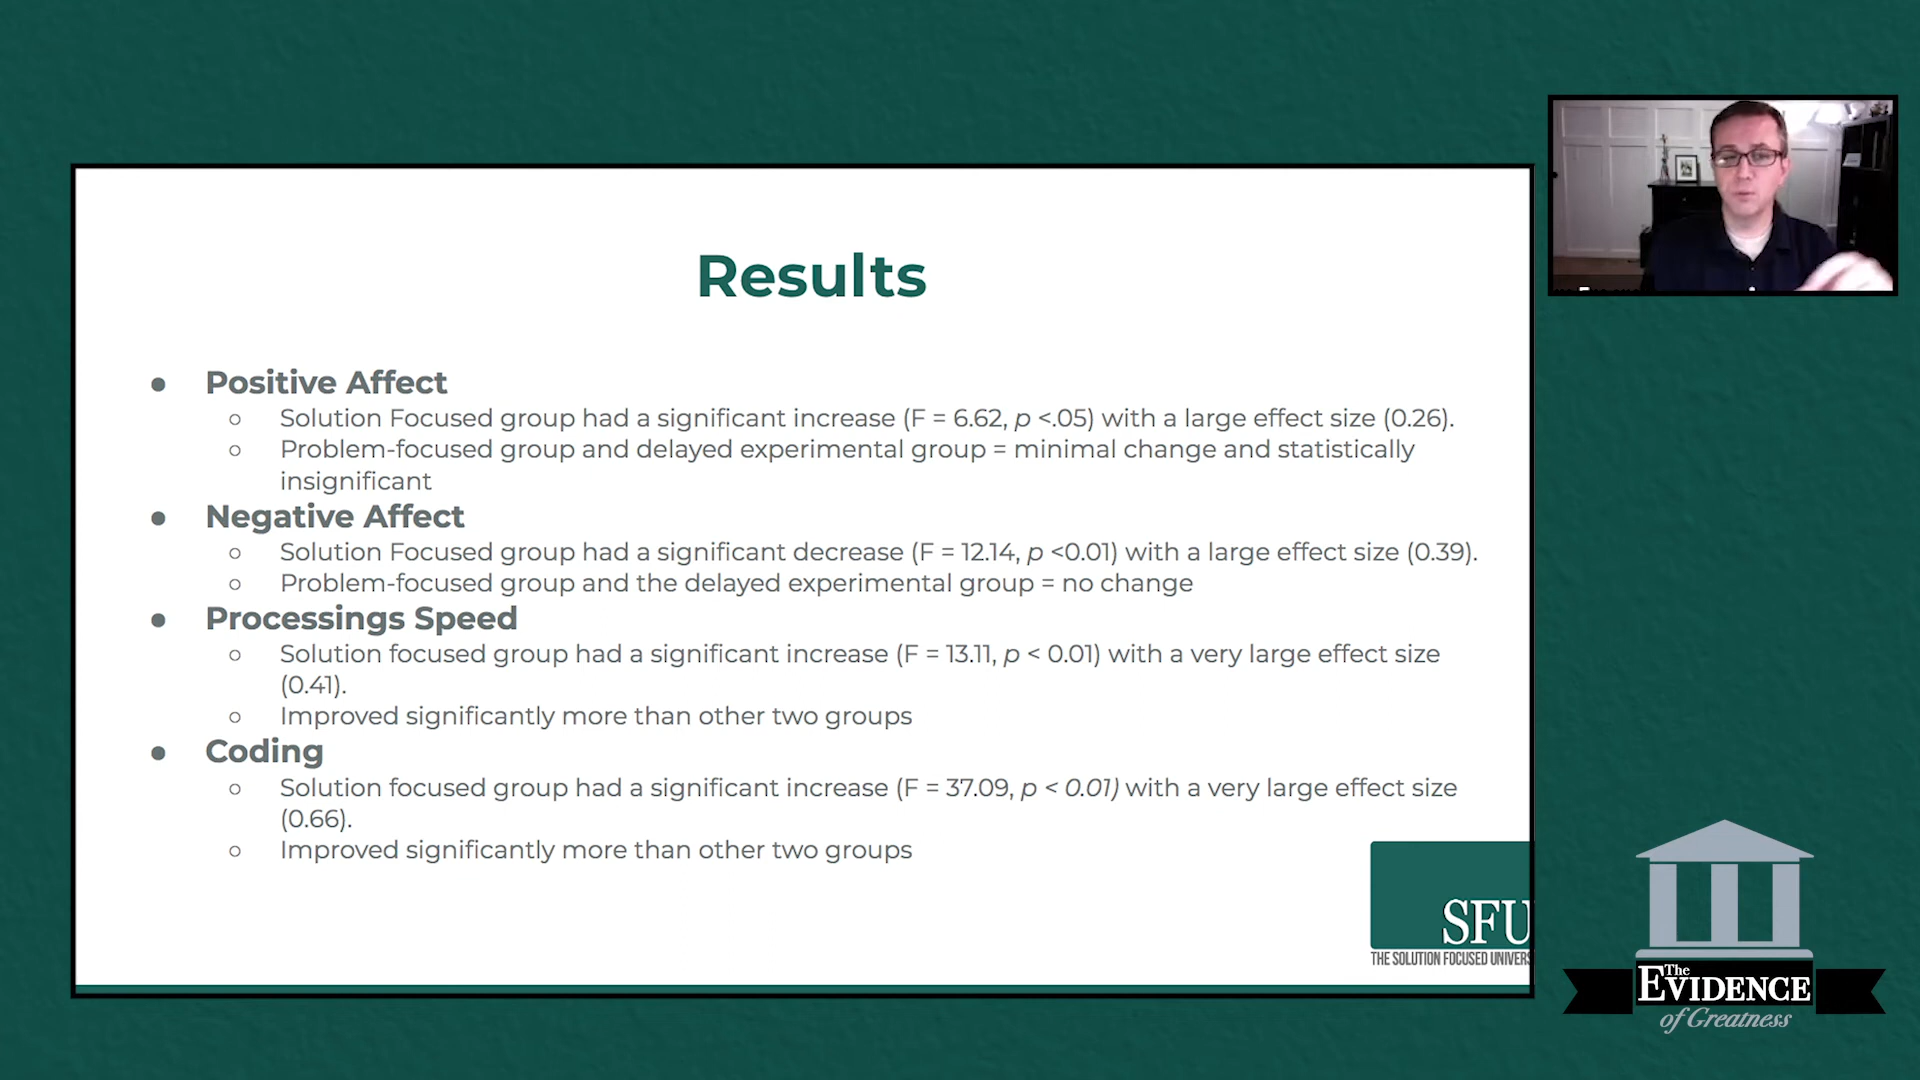 Results
● Positive Affect
○ Solution Focused group had a significant increase (F = 6.62, p <.05) with a large effect size (0.26).
○ Problem-focused group and delayed experimental group = minimal change and statistically
insignificant
● Negative Affect
○ Solution Focused group had a significant decrease (F = 12.14, p <0.01) with a large effect size (0.39).
○ Problem-focused group and the delayed experimental group = no change
● Processings Speed
○ Solution focused group had a significant increase (F = 13.11, p < 0.01) with a very large effect size
(0.41).
○ Improved significantly more than other two groups
● Coding
○ Solution focused group had a significant increase (F = 37.09, p < 0.01) with a very large effect size
(0.66).
○ Improved significantly more than other two groups
SFU
THE SOLUTION FOCUSED UNIVERS
The
EVIDENCE
of Greatness